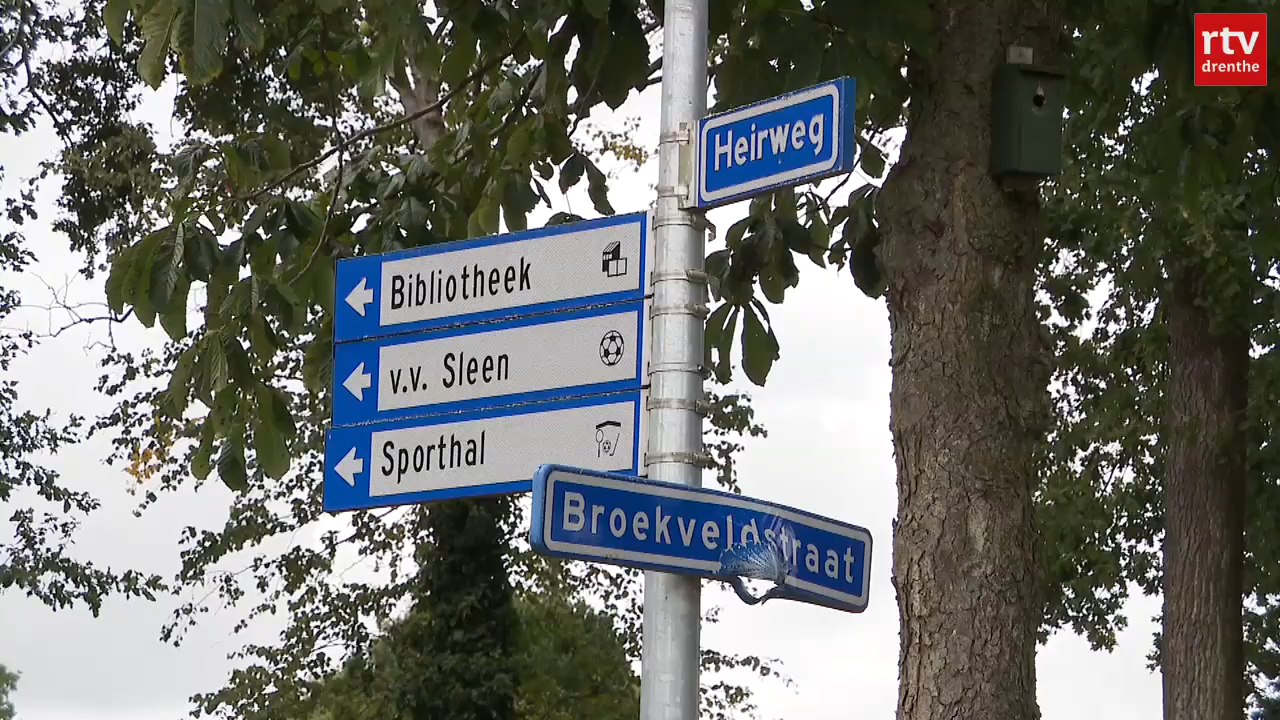 rtv
drenthe
Heirweg
Bibliotheek
v.v. Sleen
Sporthal
Broekveldstraat